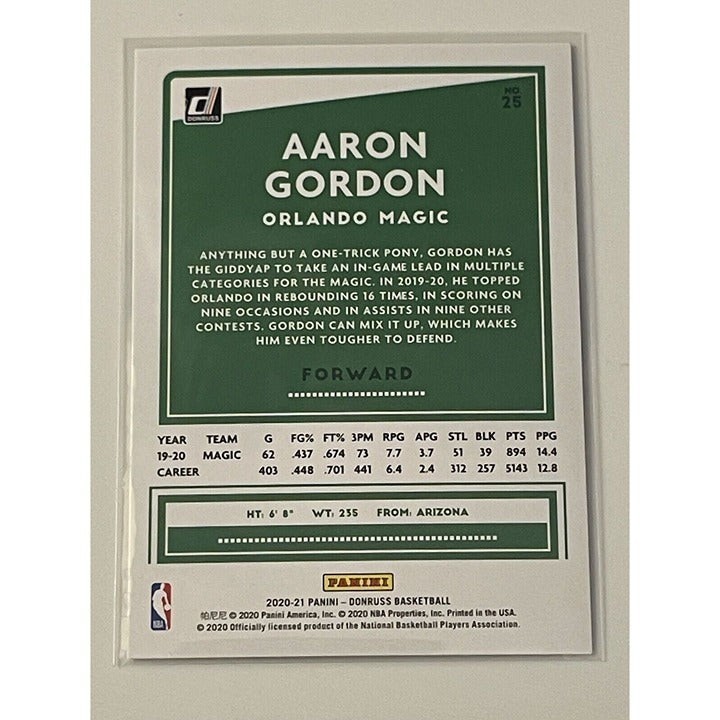 DONRUSS
NO.
25
AARON
GORDON
ORLANDO MAGIC
ANYTHING BUT A ONE-TRICK PONY, GORDON HAS
THE GIDDYAP TO TAKE AN IN-GAME LEAD IN MULTIPLE
CATEGORIES FOR THE MAGIC. IN 2019-20, HE TOPPED
ORLANDO IN REBOUNDING 16 TIMES, IN SCORING ON
NINE OCCASIONS AND IN ASSISTS IN NINE OTHER
CONTESTS. GORDON CAN MIX IT UP, WHICH MAKES
HIM EVEN TOUGHER TO DEFEND.
FORWARD
YEAR TEAM G FG% FT% 3PM RPG APG STL BLK PTS PPG
19-20 MAGIC 62 .437 .674 73 7.7 3.7 51 39 894 14.4
CAREER 403 .448 .701 441 6.4 2.4 312 257 5143 12.8
HT: 6' 8" WT: 235 FROM: ARIZONA
PANINI
2020-21 PANINI – DONRUSS BASKETBALL
帕尼尼 © 2020 Panini America, Inc. © 2020 NBA Properties, Inc. Printed in the USA.
© 2020 Officially licensed product of the National Basketball Players Association.
NBA